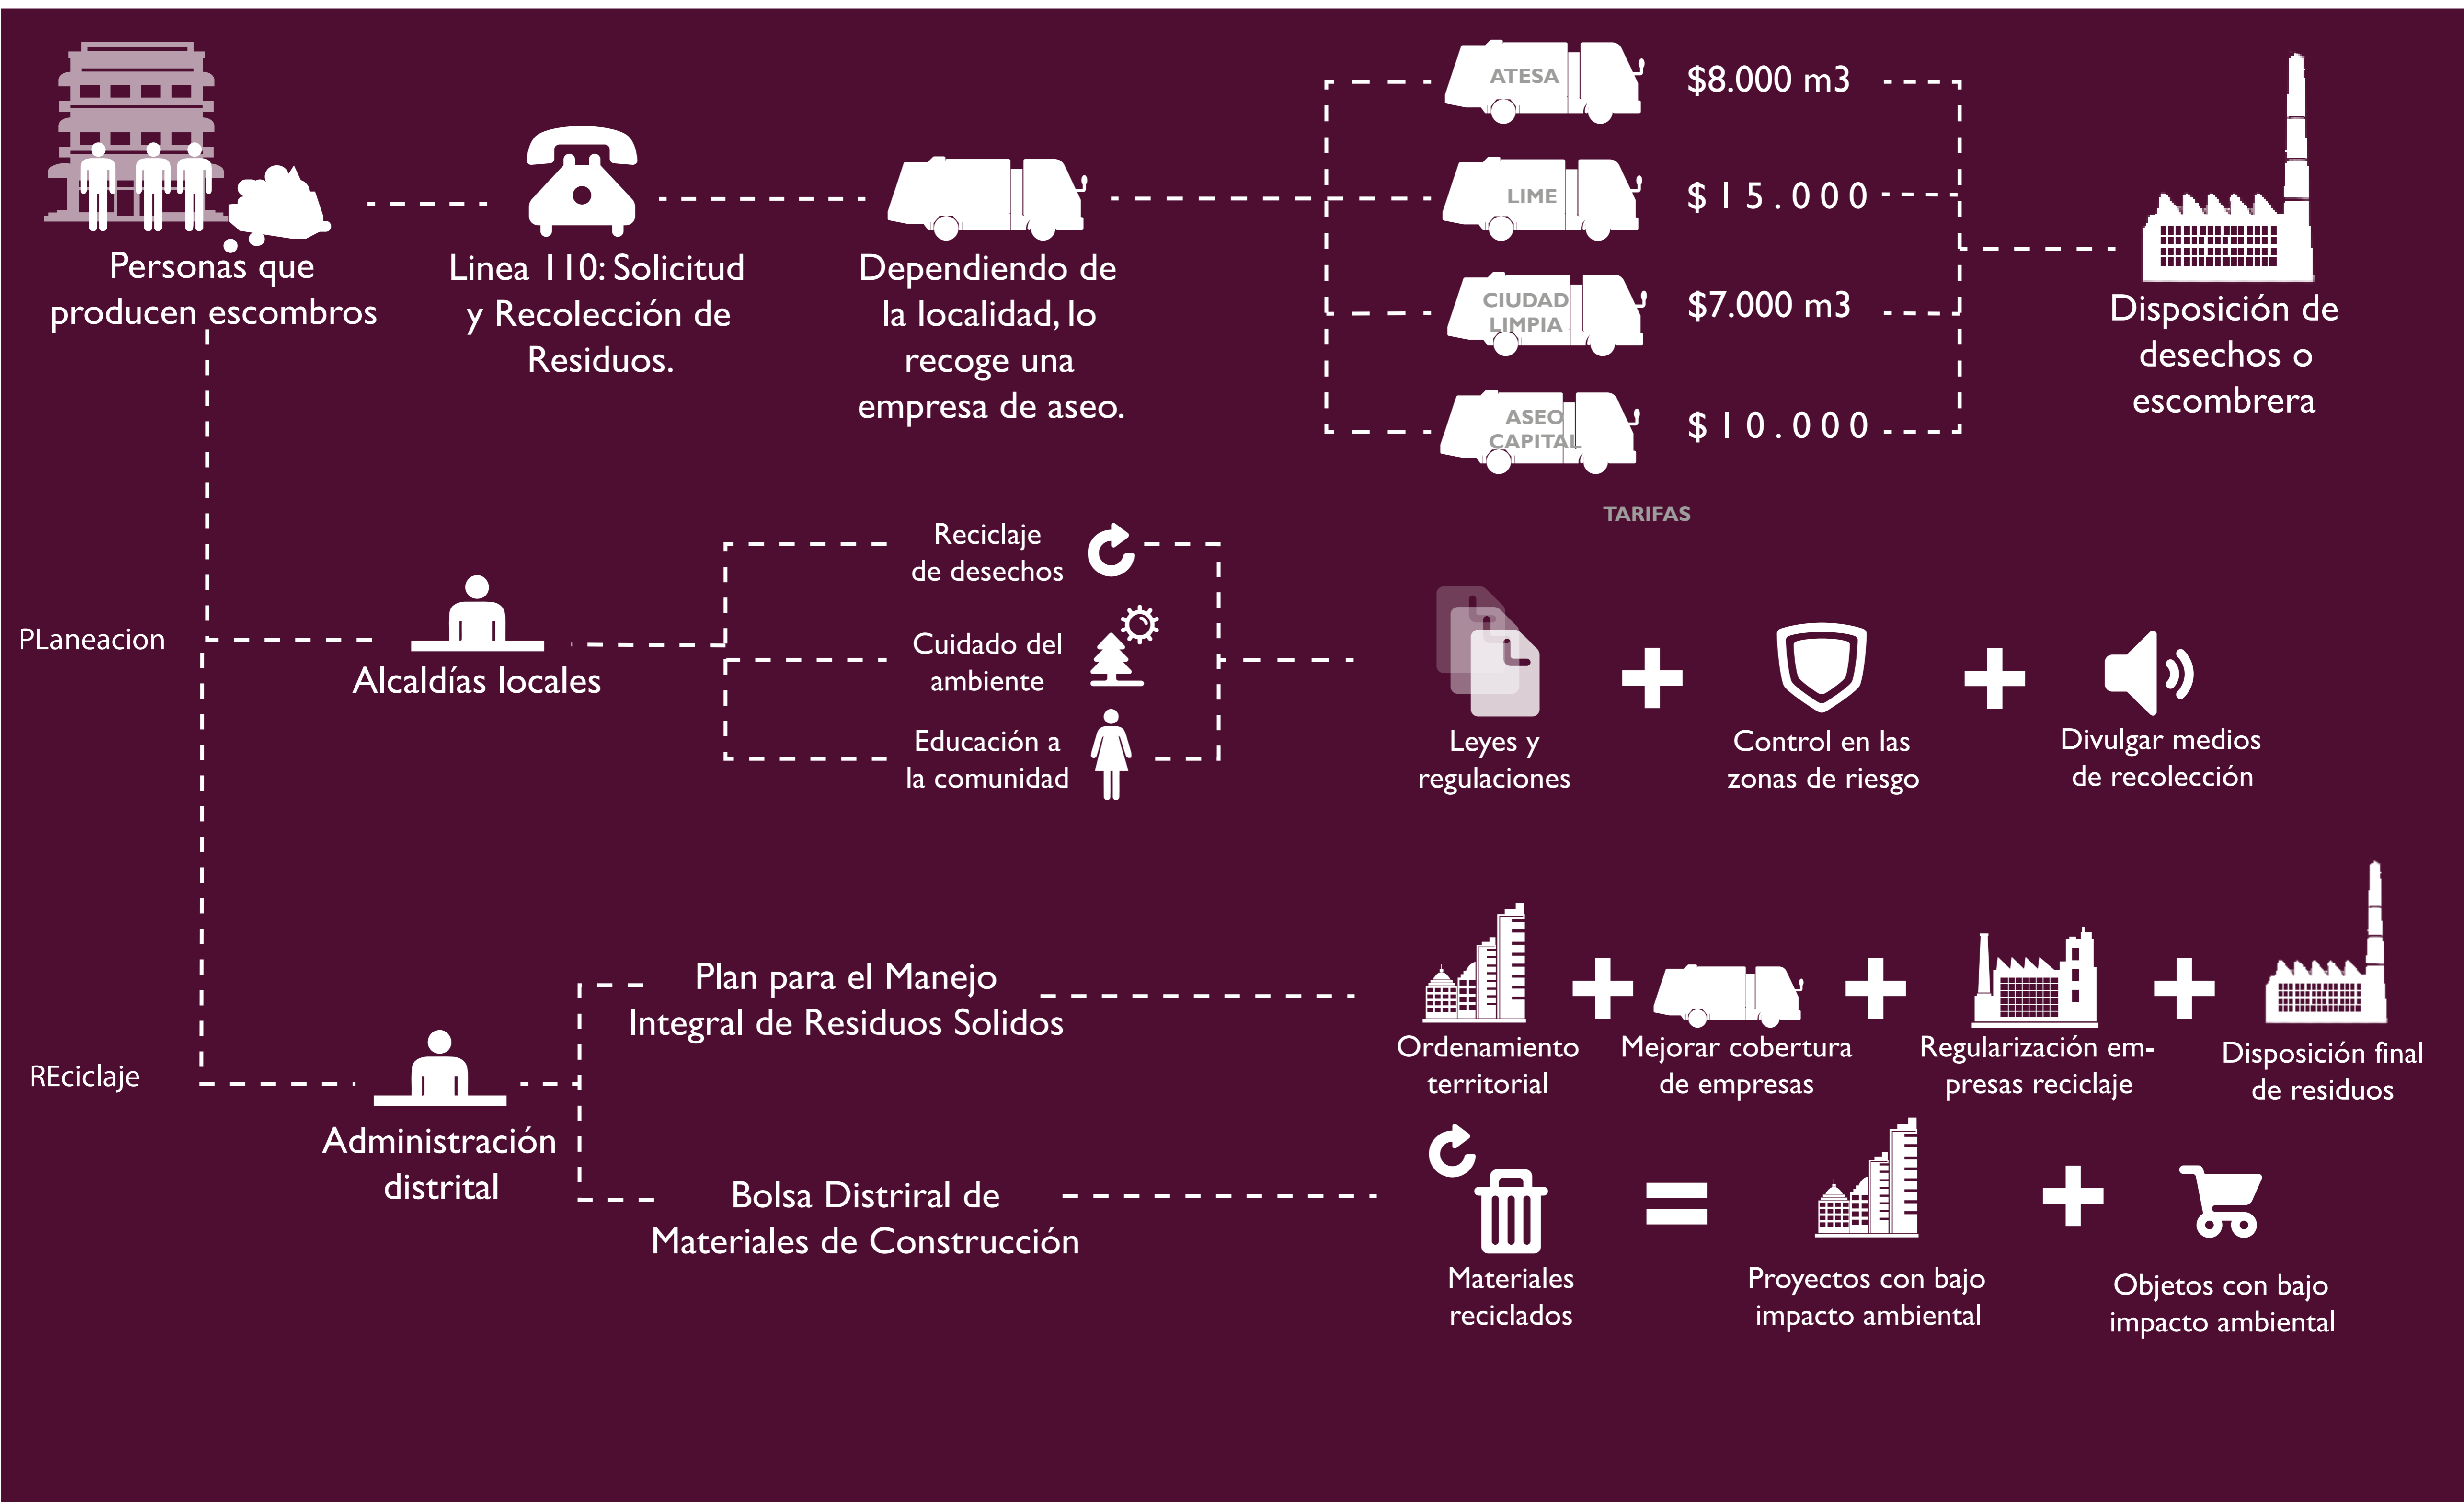 ATESA
$8.000 m3
LIME
$15.000
CIUDAD
LIMPIA
$7.000 m3
ASEO
CAPITAL
$10.000
TARIFAS
Personas que
producen escombros
Linea 110: Solicitud
y Recolección de
Residuos.
Dependiendo de
la localidad, lo
recoge una
empresa de aseo.
Disposición de
desechos o
escombrera
PLaneacion
Alcaldías locales
Reciclaje
de desechos
Cuidado del
ambiente
Educación a
la comunidad
Leyes y
regulaciones
Control en las
zonas de riesgo
Divulgar medios
de recolección
REciclaje
Administración
distrital
Plan para el Manejo
Integral de Residuos Solidos
Ordenamiento
territorial
Mejorar cobertura
de empresas
Regularización em-
presas reciclaje
Disposición final
de residuos
Bolsa Distriral de
Materiales de Construcción
Materiales
reciclados
Proyectos con bajo
impacto ambiental
Objetos con bajo
impacto ambiental